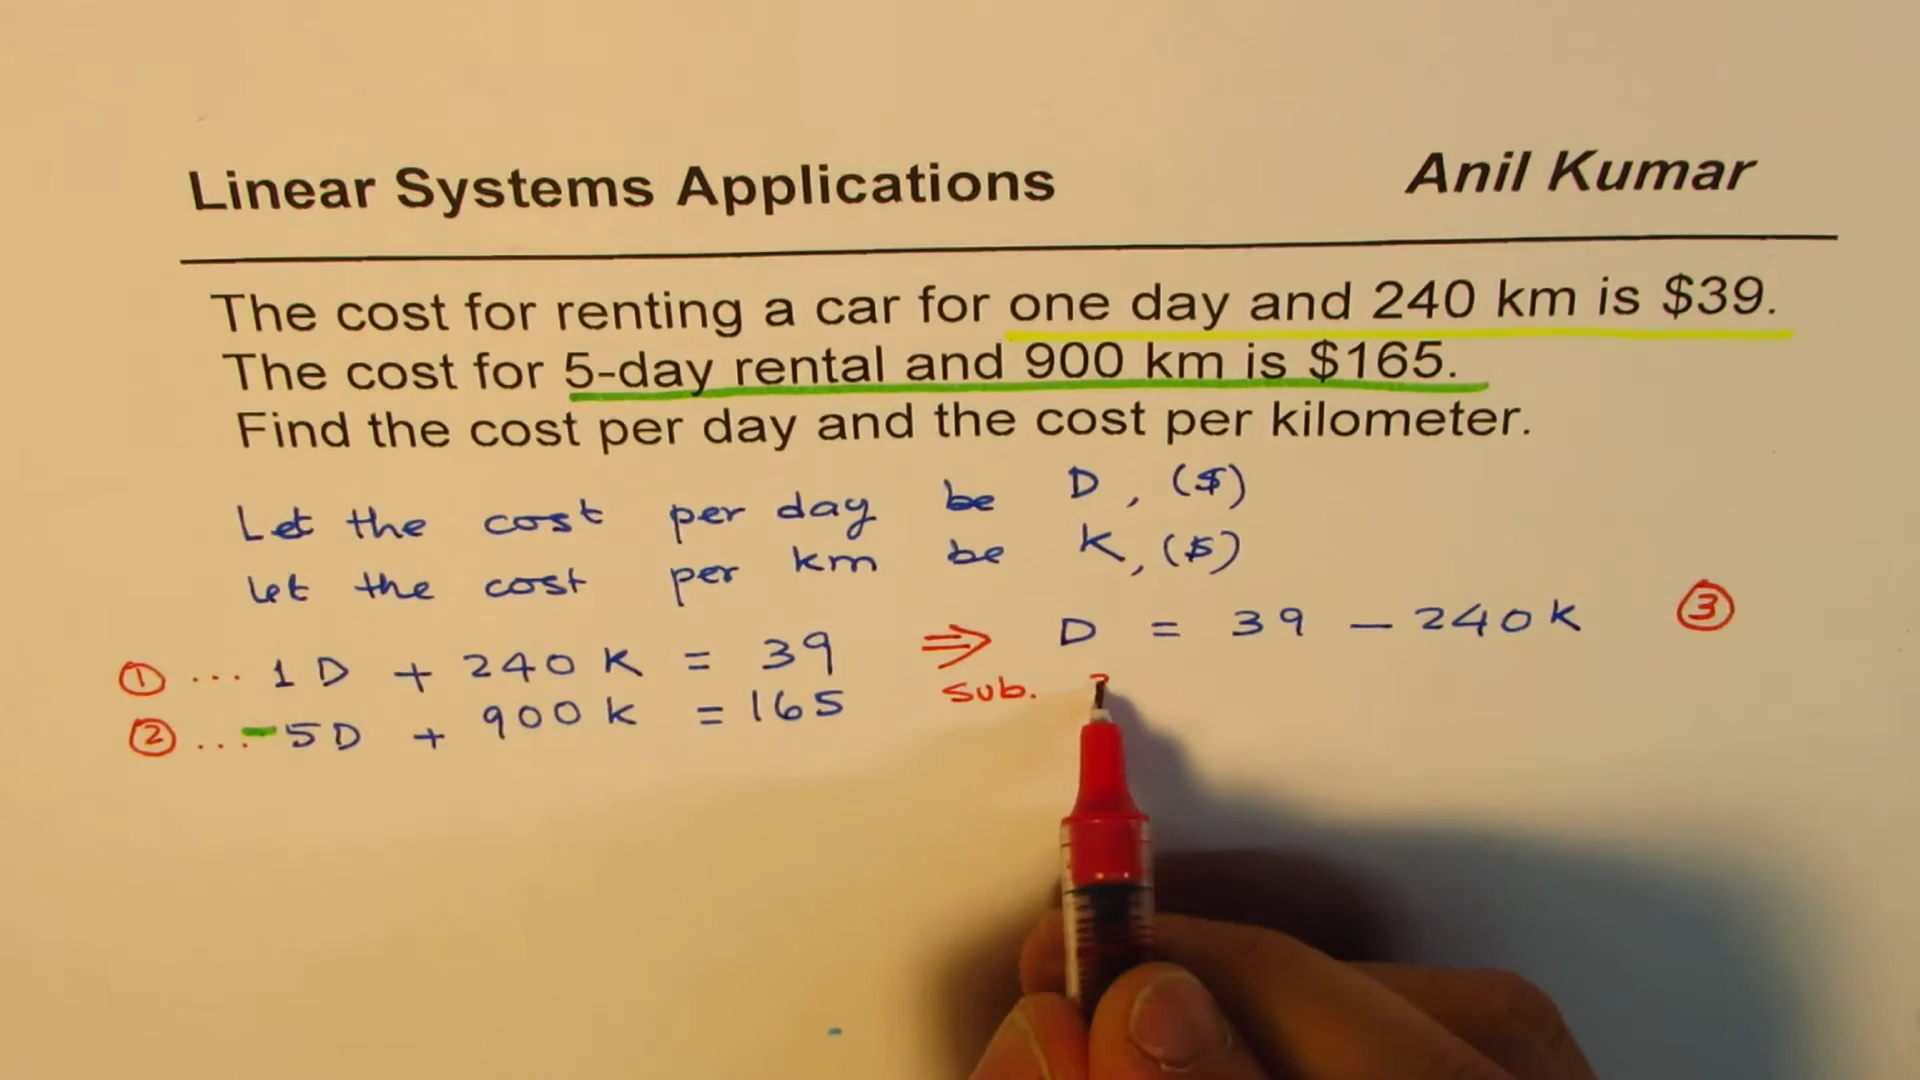 Linear Systems Applications Anil Kumar
The cost for renting a car for one day and 240 km is $39.
The cost for 5-day rental and 900 km is $165.
Find the cost per day and the cost per kilometer.
Let the cost per day be D, ($)
Let the cost per km be K, ($)
① ... 1D + 240K = 39 ⇒ D = 39 - 240K ③
② ... 5D + 900K = 165 Sub.